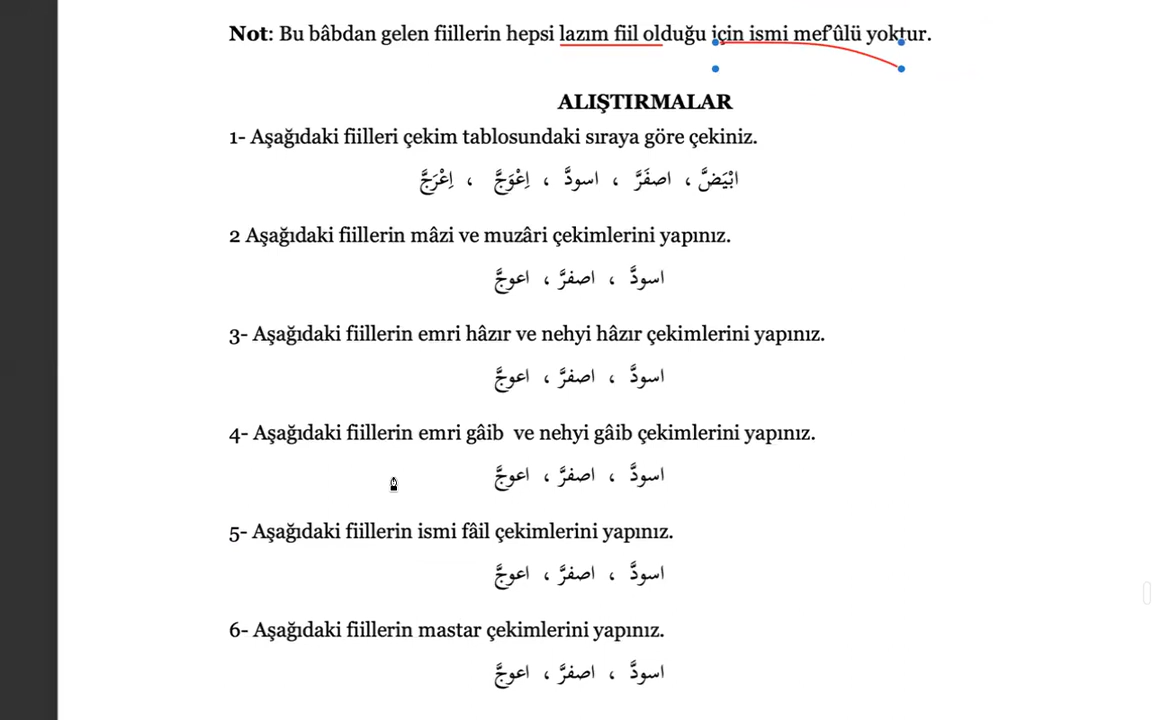 Not: Bu bâbdan gelen fiillerin hepsi lazım fiil olduğu için ismi mef'ûlü yoktur.
ALIŞTIRMALAR
1- Aşağıdaki fiilleri çekim tablosundaki sıraya göre çekiniz.
ابْيَضَّ ، اصفَرَّ ، اسودَّ ، اِعْوَجَّ ، اِعْرَجَّ
2 Aşağıdaki fiillerin mâzi ve muzâri çekimlerini yapınız.
اسودَّ ، اصفرَّ ، اعوجَّ
3- Aşağıdaki fiillerin emri hâzır ve nehyi hâzır çekimlerini yapınız.
اسودَّ ، اصفرَّ ، اعوجَّ
4- Aşağıdaki fiillerin emri gâib ve nehyi gâib çekimlerini yapınız.
اسودَّ ، اصفرَّ ، اعوجَّ
5- Aşağıdaki fiillerin ismi fâil çekimlerini yapınız.
اسودَّ ، اصفرَّ ، اعوجَّ
6- Aşağıdaki fiillerin mastar çekimlerini yapınız.
اسودَّ ، اصفرَّ ، اعوجَّ